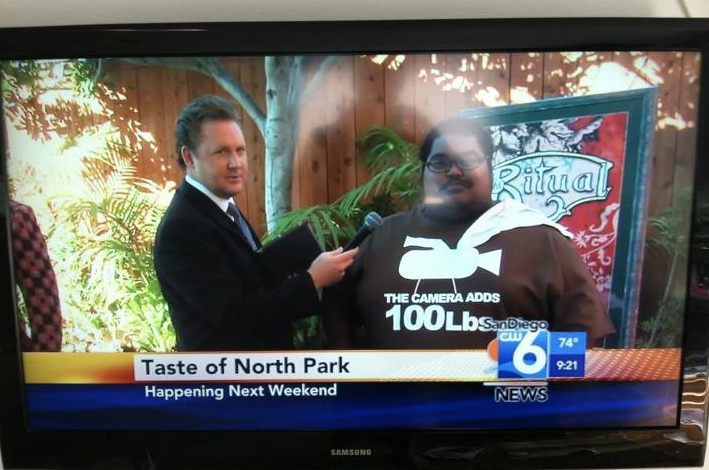 Ritual
THE CAMERA ADDS
100Lbs
San Diego
CW
6
74°
9:21
NEWS
Taste of North Park
Happening Next Weekend
SAMSUNG